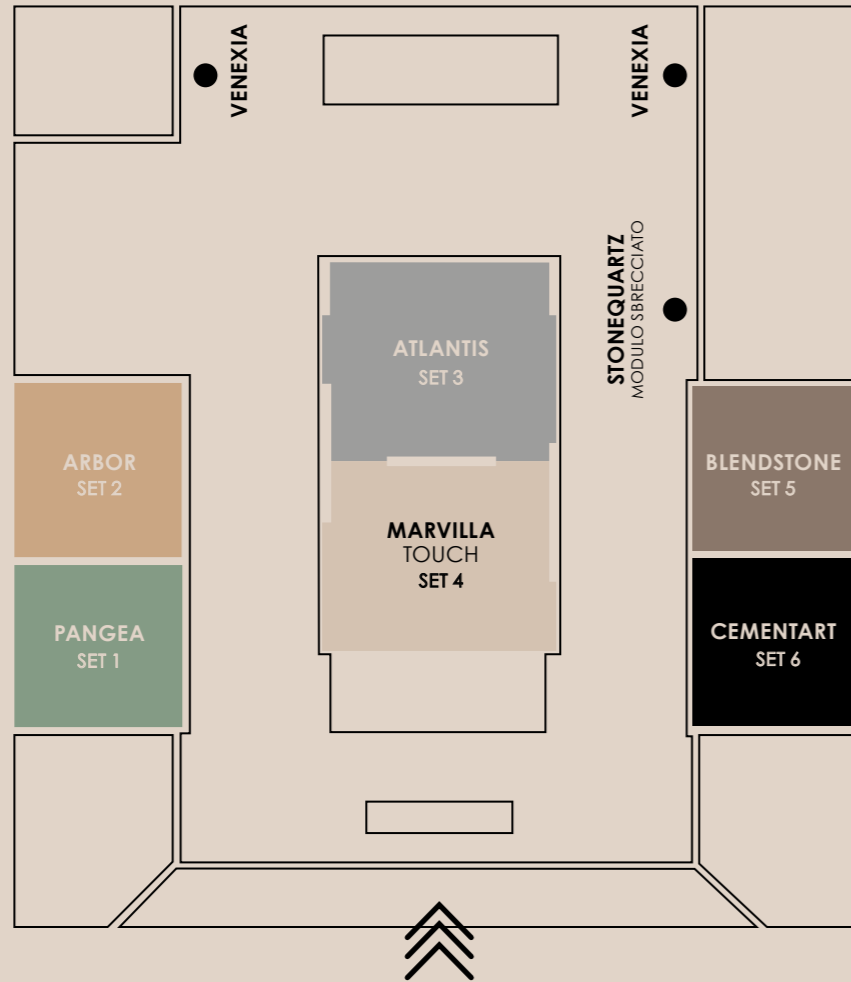 VENEXIA
VENEXIA
STONEQUARTZ
MODULO SBRECCIATO
ATLANTIS
SET 3
ARBOR
SET 2
BLENDSTONE
SET 5
MARVILLA
TOUCH
SET 4
PANGEA
SET 1
CEMENTART
SET 6